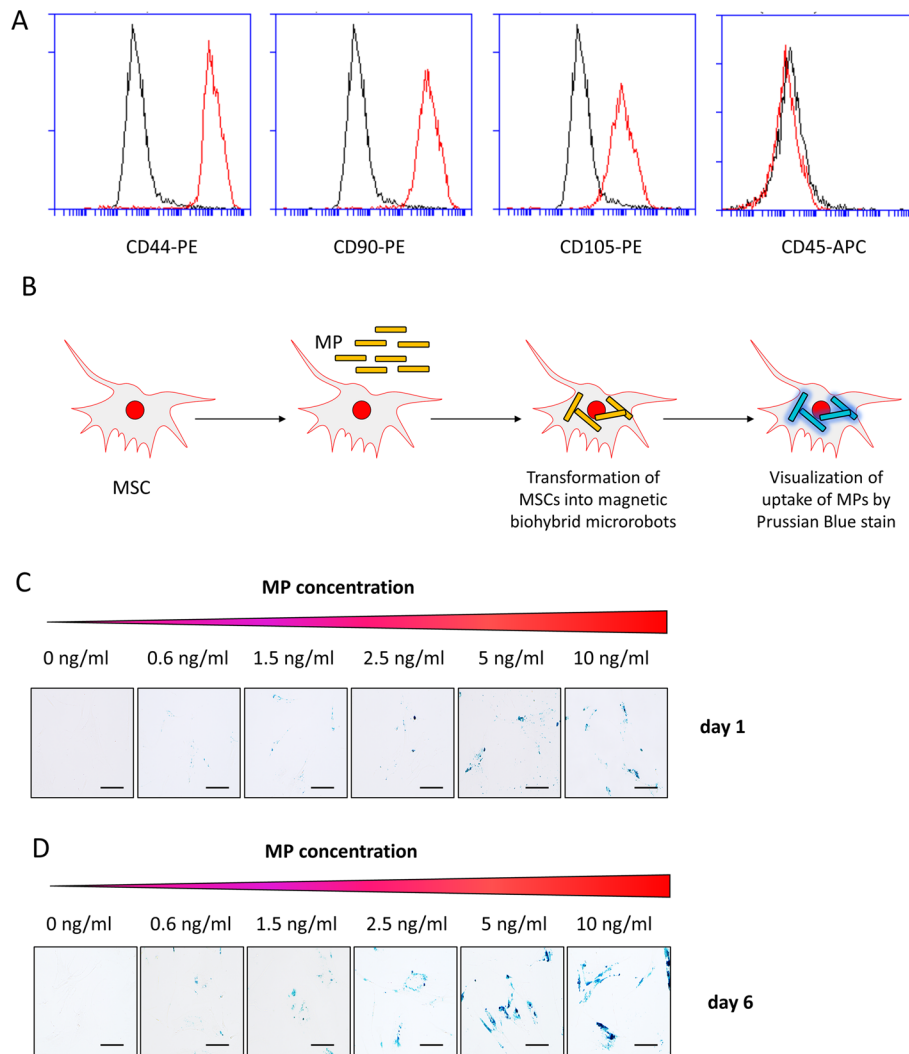 A
CD44-PE
CD90-PE
CD105-PE
CD45-APC
B
MP
MSC
Transformation of
MSCs into magnetic
biohybrid microrobots
Visualization of
uptake of MPs by
Prussian Blue stain
C
MP concentration
0 ng/ml
0.6 ng/ml
1.5 ng/ml
2.5 ng/ml
5 ng/ml
10 ng/ml
day 1
D
MP concentration
0 ng/ml
0.6 ng/ml
1.5 ng/ml
2.5 ng/ml
5 ng/ml
10 ng/ml
day 6